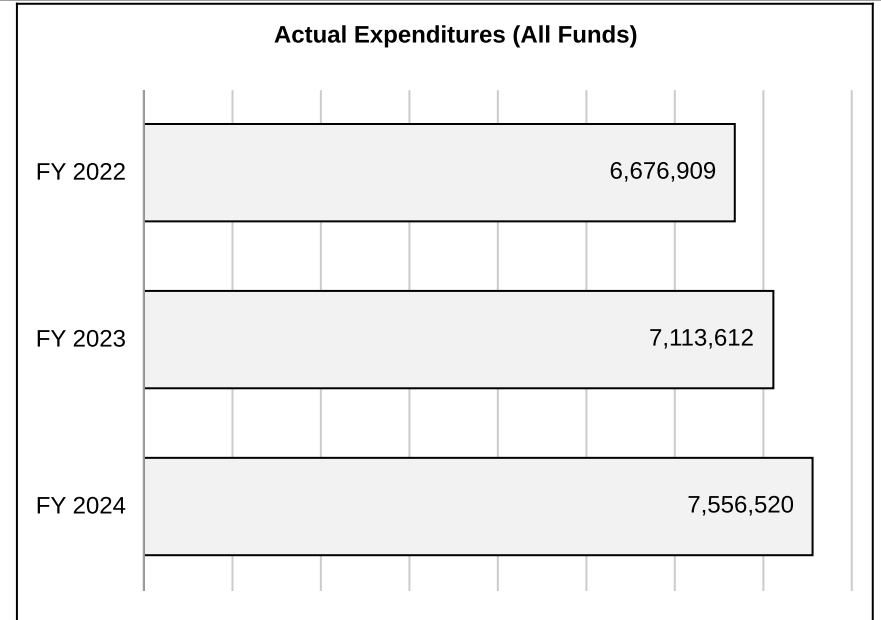 Actual Expenditures (All Funds)
FY 2022 6,676,909
FY 2023 7,113,612
FY 2024 7,556,520